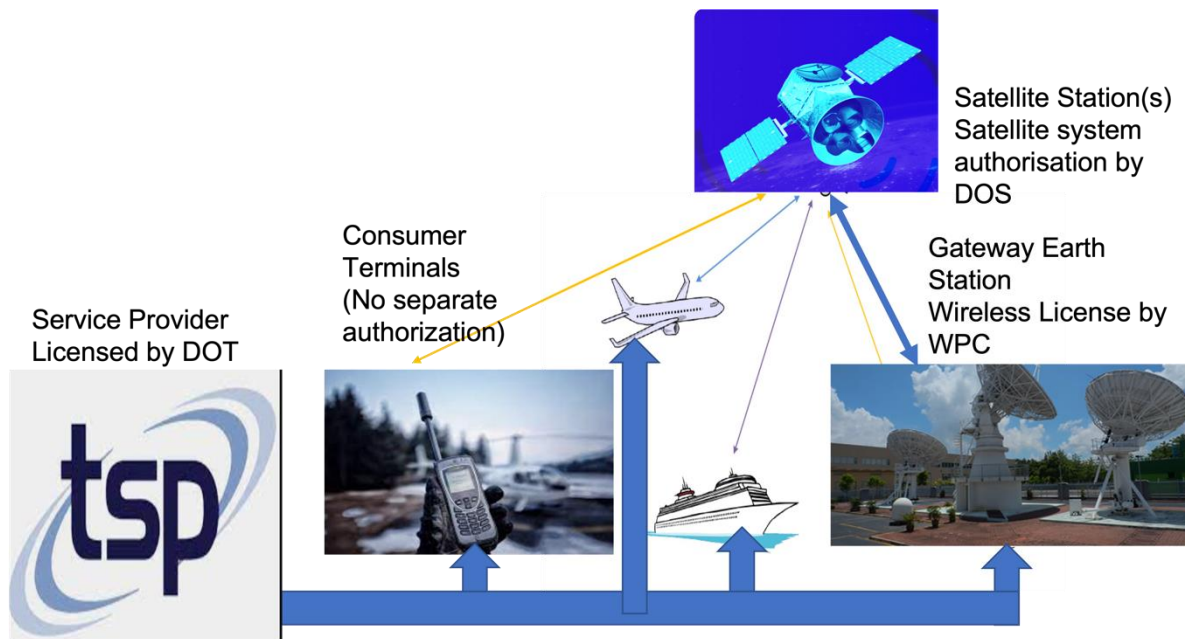 Satellite Station(s)
Satellite system
authorisation by
DOS
Consumer
Terminals
(No separate
authorization)
Gateway Earth
Station
Wireless License by
WPC
Service Provider
Licensed by DOT
tsp